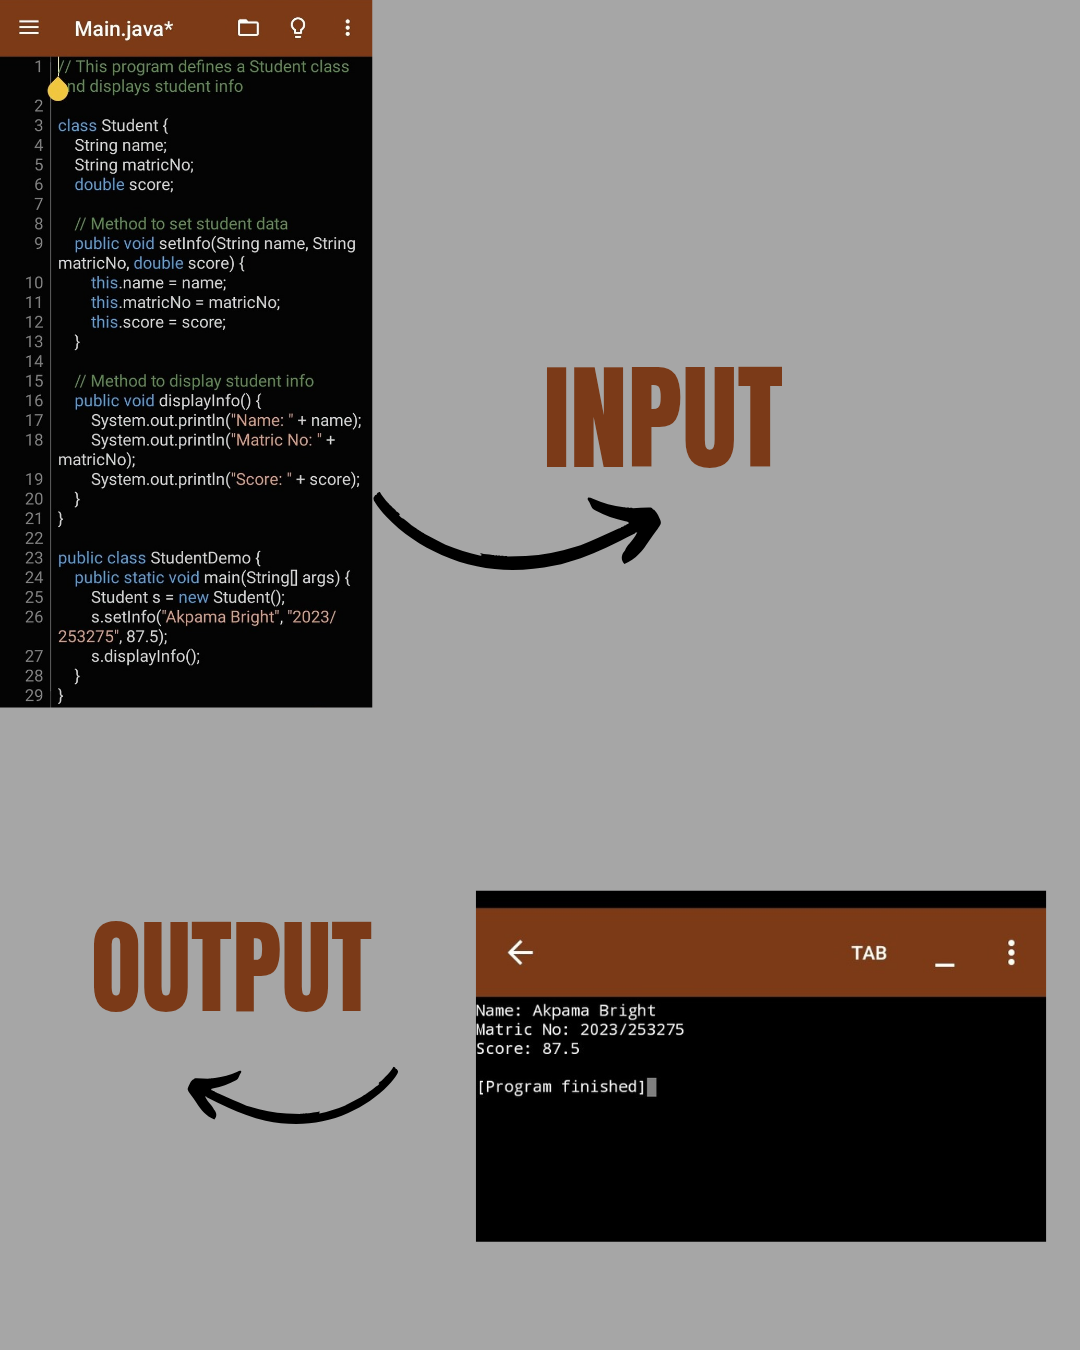 Main.java*
1 // This program defines a Student class
nd displays student info
2
3 class Student {
4 String name;
5 String matricNo;
6 double score;
7
8 // Method to set student data
9 public void setInfo(String name, String
matricNo, double score) {
10 this.name = name;
11 this.matricNo = matricNo;
12 this.score = score;
13 }
14
15 // Method to display student info
16 public void displayInfo() {
17 System.out.println("Name: " + name);
18 System.out.println("Matric No: " +
matricNo);
19 System.out.println("Score: " + score);
20 }
21 }
22
23 public class StudentDemo {
24 public static void main(String[] args) {
25 Student s = new Student();
26 s.setInfo("Akpama Bright", "2023/
253275", 87.5);
27 s.displayInfo();
28 }
29 }
INPUT
OUTPUT
TAB _
Name: Akpama Bright
Matric No: 2023/253275
Score: 87.5
[Program finished]